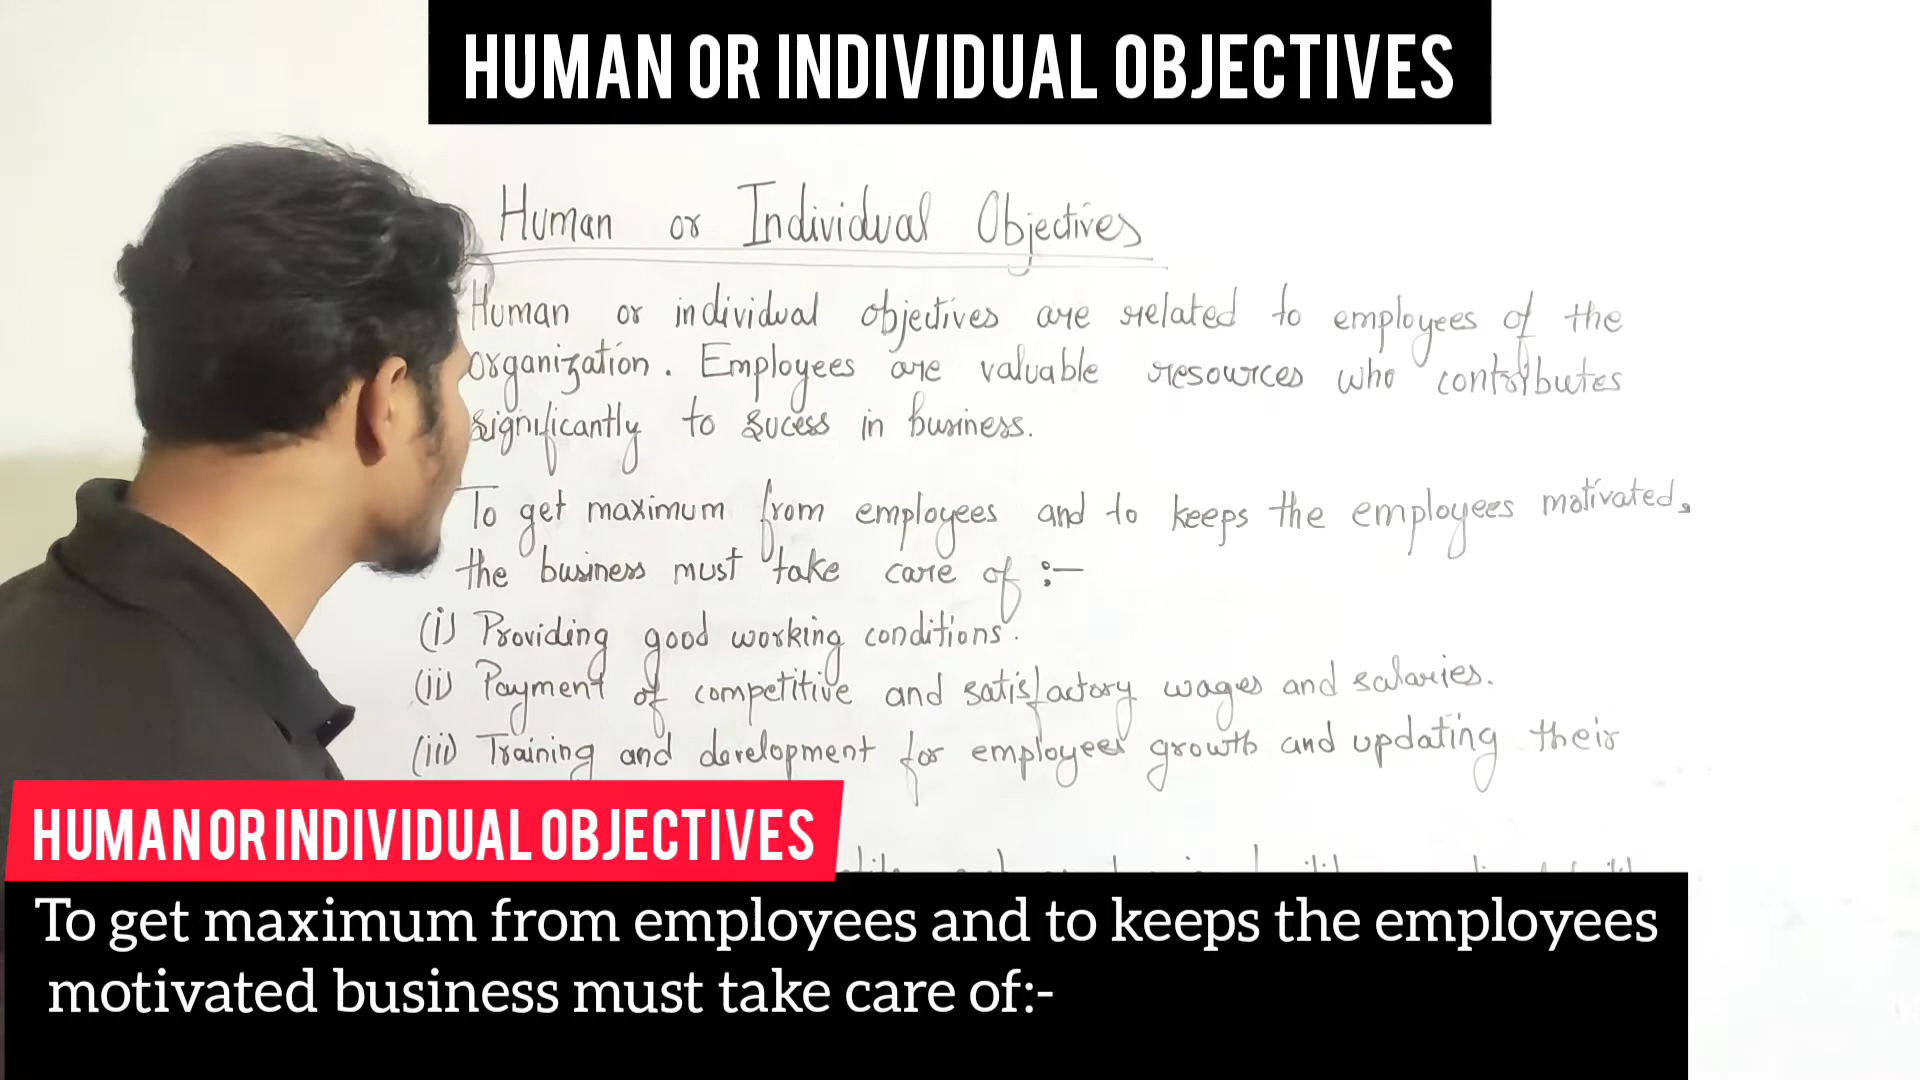 HUMAN OR INDIVIDUAL OBJECTIVES
Human or Individual Objectives
Human or individual objectives are related to employees of the
organization. Employees are valuable resources who contributes
significantly to sucess in business.
To get maximum from employees and to keeps the employees motivated,
the business must take care of :-
(i) Providing good working conditions.
(ii) Payment of competitive and satisfactory wages and salaries.
(iii) Training and development for employees growth and updating their
HUMAN OR INDIVIDUAL OBJECTIVES
To get maximum from employees and to keeps the employees
motivated business must take care of:-